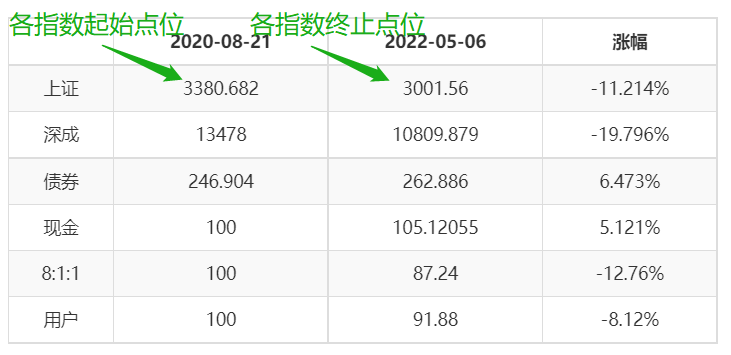 各指数起始点位 各指数终止点位
2020-08-21 2022-05-06 涨幅
上证 3380.682 3001.56 -11.214%
深成 13478 10809.879 -19.796%
债券 246.904 262.886 6.473%
现金 100 105.12055 5.121%
8:1:1 100 87.24 -12.76%
用户 100 91.88 -8.12%